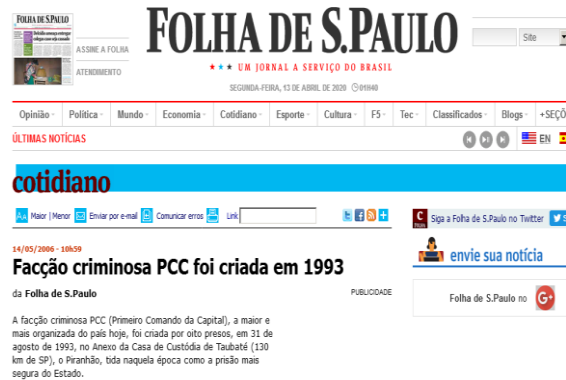 FOLHA DE S.PAULO
ASSINE A FOLHA
ATENDIMENTO
FOLHA DE S.PAULO
★★★ UM JORNAL A SERVIÇO DO BRASIL
SEGUNDA-FEIRA, 13 DE ABRIL DE 2020 01H40
Site
Opinião Política Mundo Economia Cotidiano Esporte Cultura F5 Tec Classificados Blogs +SEÇÕ
ÚLTIMAS NOTÍCIAS
EN
cotidiano
AA Maior | Menor Enviar por e-mail Comunicar erros Link
Siga a Folha de S.Paulo no Twitter
envie sua notícia
Folha de S.Paulo no G+
14/05/2006 - 10h59
Facção criminosa PCC foi criada em 1993
da Folha de S.Paulo
PUBLICIDADE
A facção criminosa PCC (Primeiro Comando da Capital), a maior e
mais organizada do país hoje, foi criada por oito presos, em 31 de
agosto de 1993, no Anexo da Casa de Custódia de Taubaté (130
km de SP), o Piranhão, tida naquela época como a prisão mais
segura do Estado.